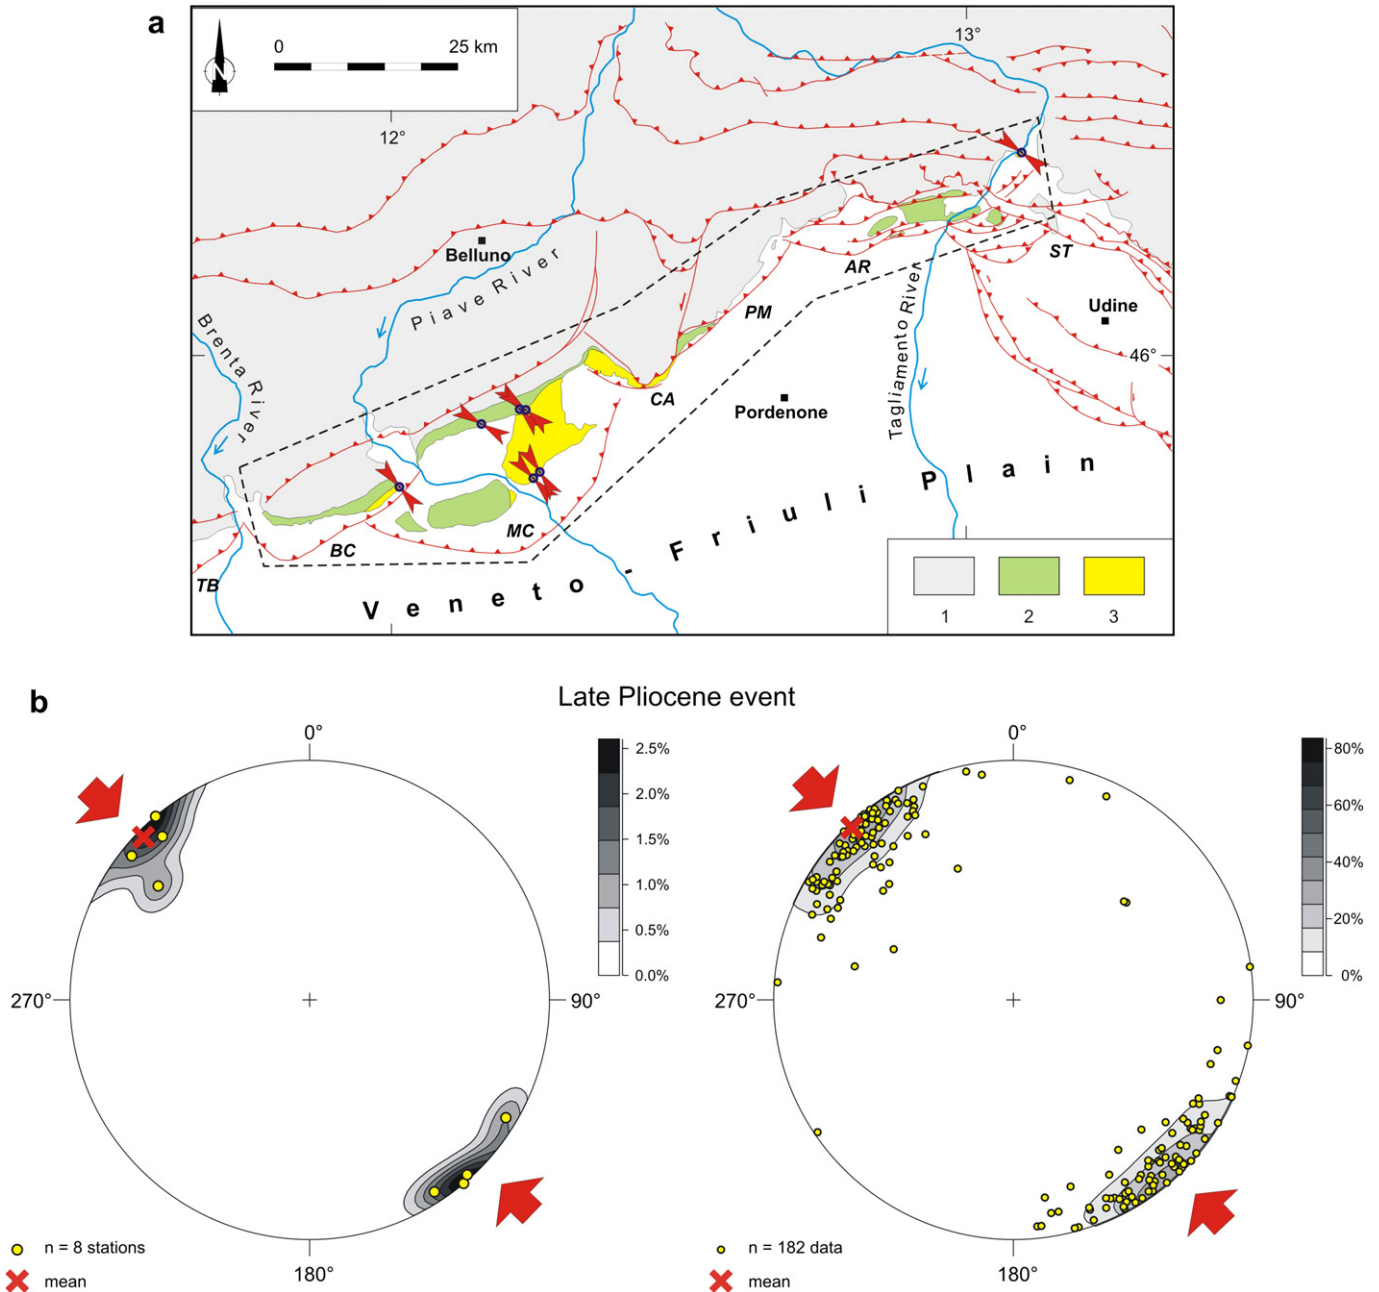 a
N
0 25 km
13°
12°
Belluno
Piave River
Brenta River
AR
ST
PM
Udine
Tagliamento River
46°
CA
Pordenone
MC
BC
TB
Veneto - Friuli Plain
1 2 3
b
Late Pliocene event
0°
2.5%
2.0%
1.5%
1.0%
0.5%
0.0%
270°
90°
180°
n = 8 stations
mean
0°
80%
60%
40%
20%
0%
270°
90°
180°
n = 182 data
mean